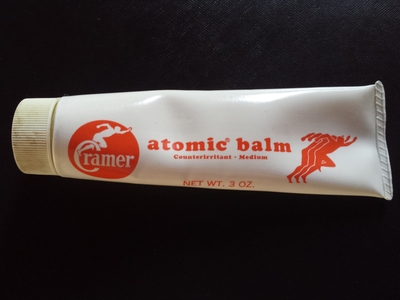 Cramer
atomic® balm
Counterirritant - Medium
NET WT. 3 OZ.